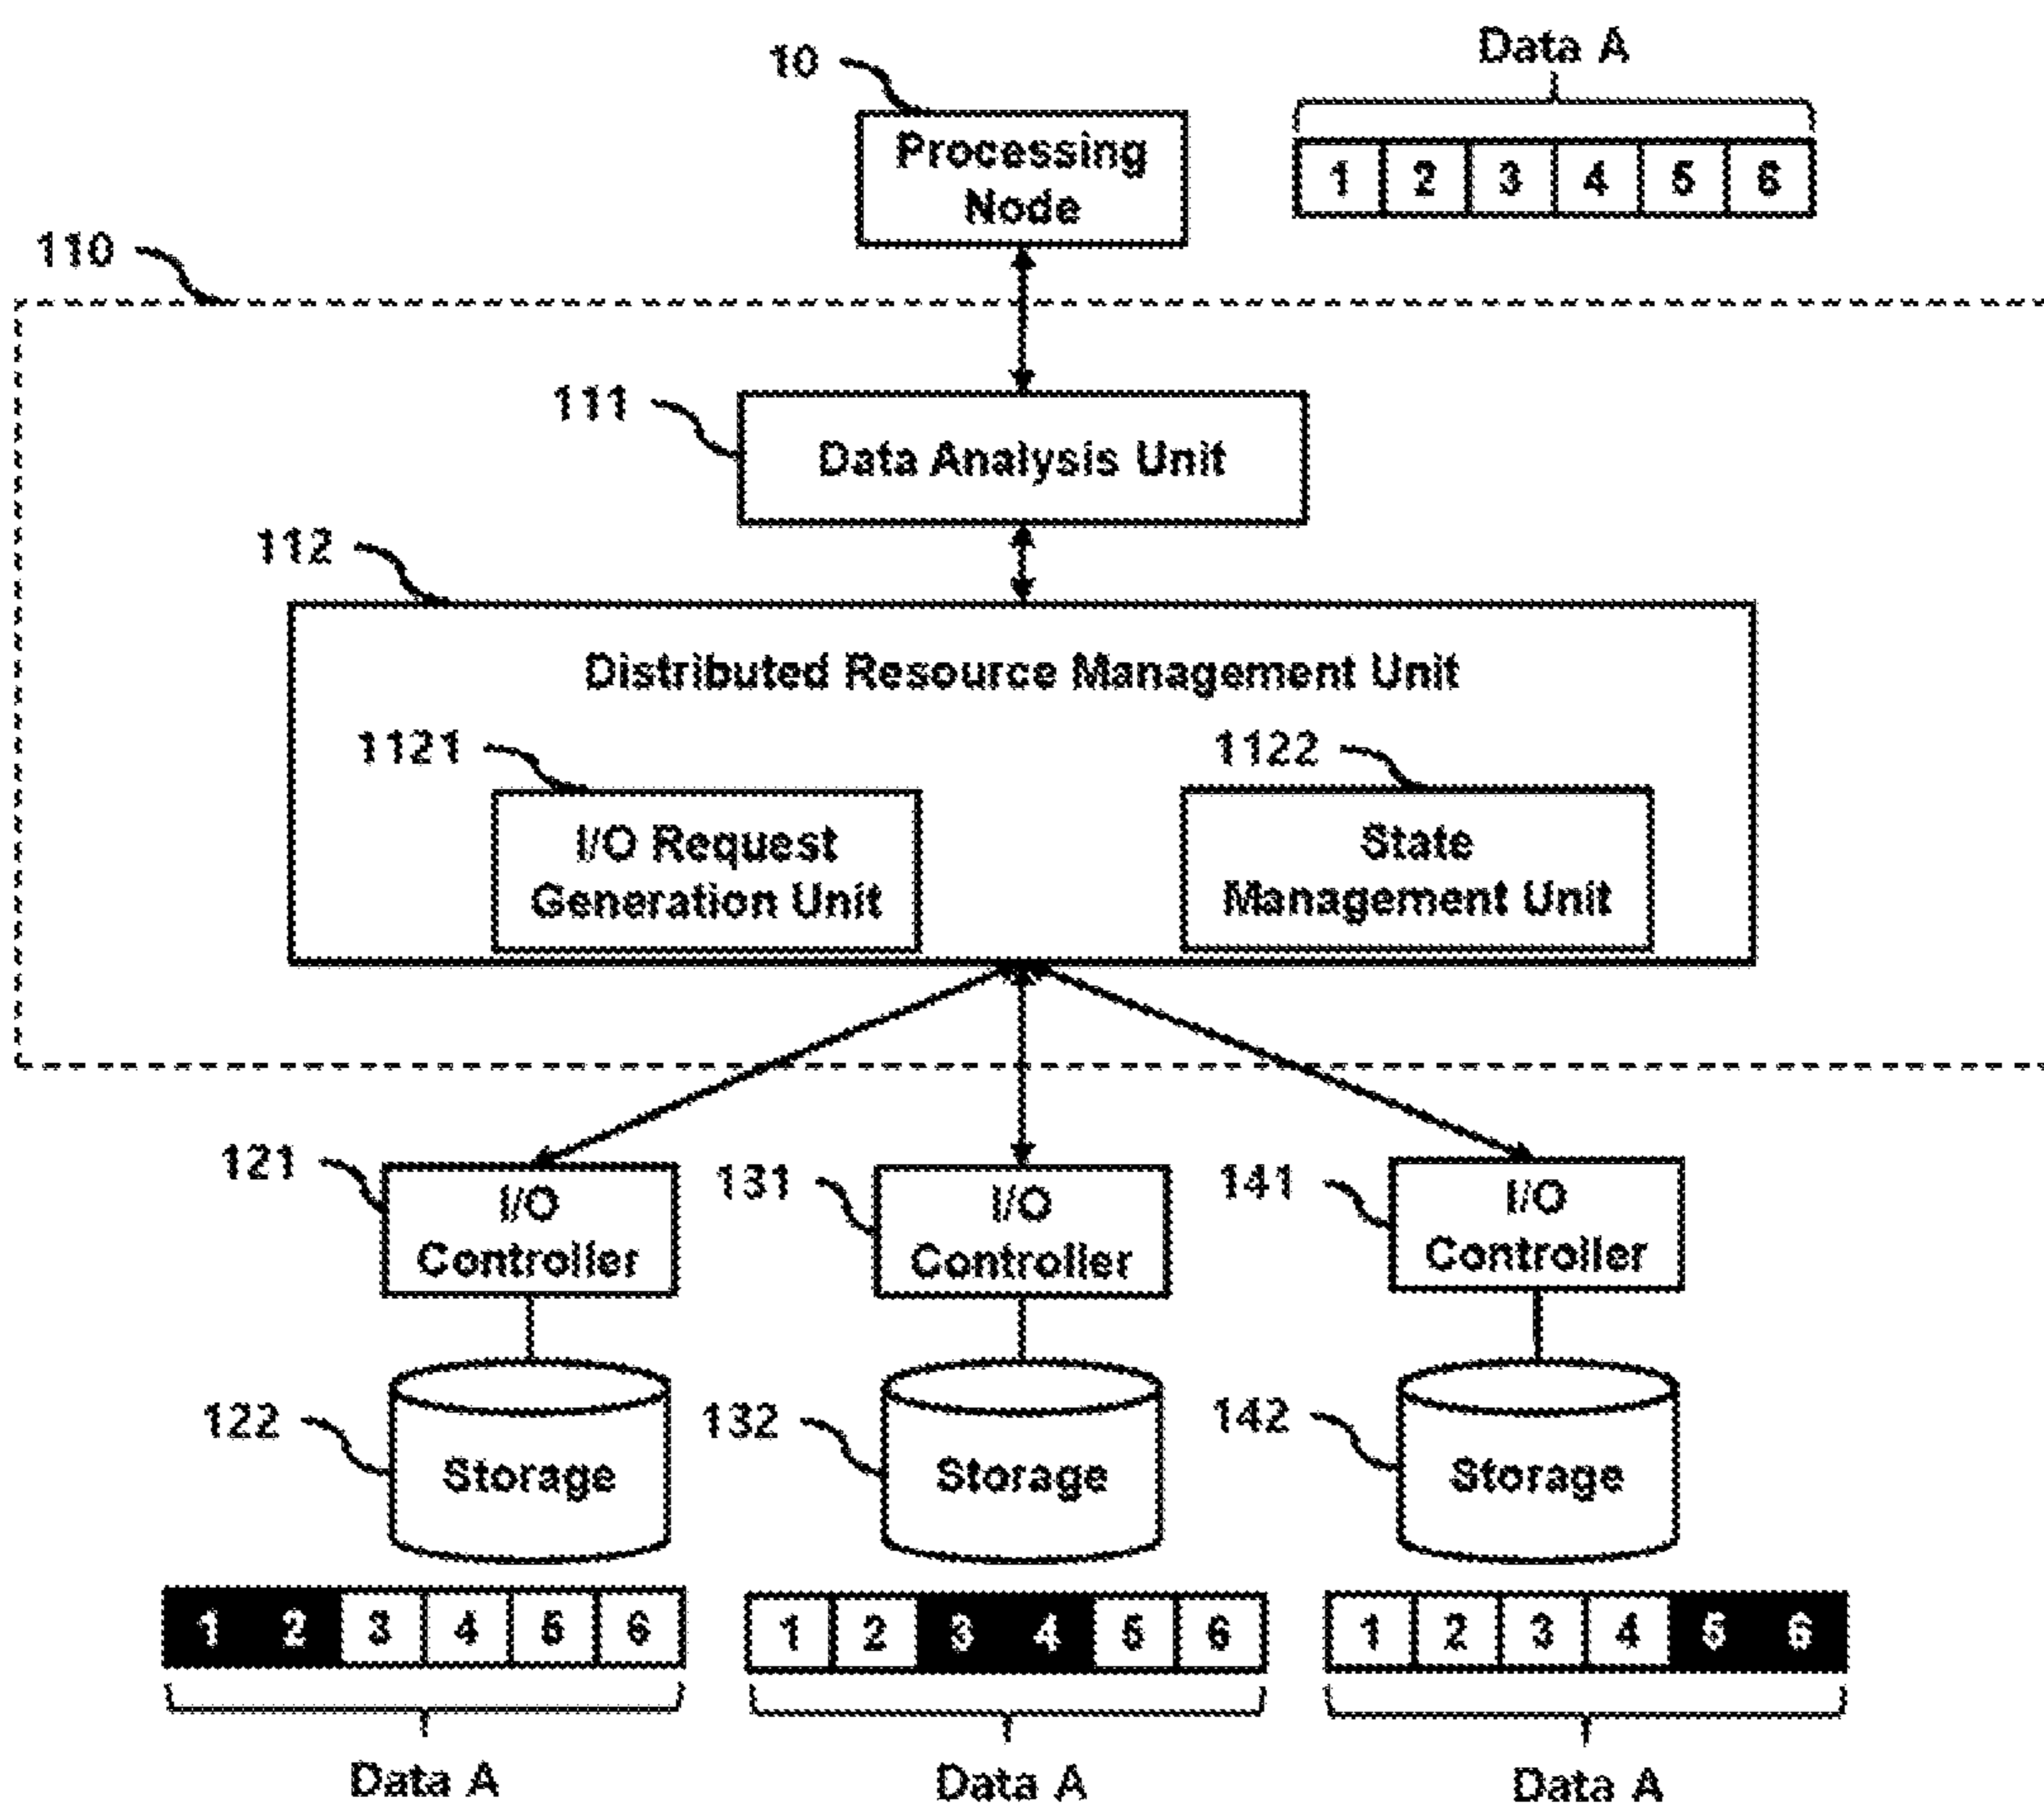 10
Data A
Processing
Node
1 2 3 4 5 6
110
111
Data Analysis Unit
112
Distributed Resource Management Unit
1121
1122
I/O Request
Generation Unit
State
Management Unit
121
I/O
Controller
131
I/O
Controller
141
I/O
Controller
122
Storage
132
Storage
142
Storage
1 2 3 4 5 6
1 2 3 4 5 6
1 2 3 4 5 6
Data A
Data A
Data A